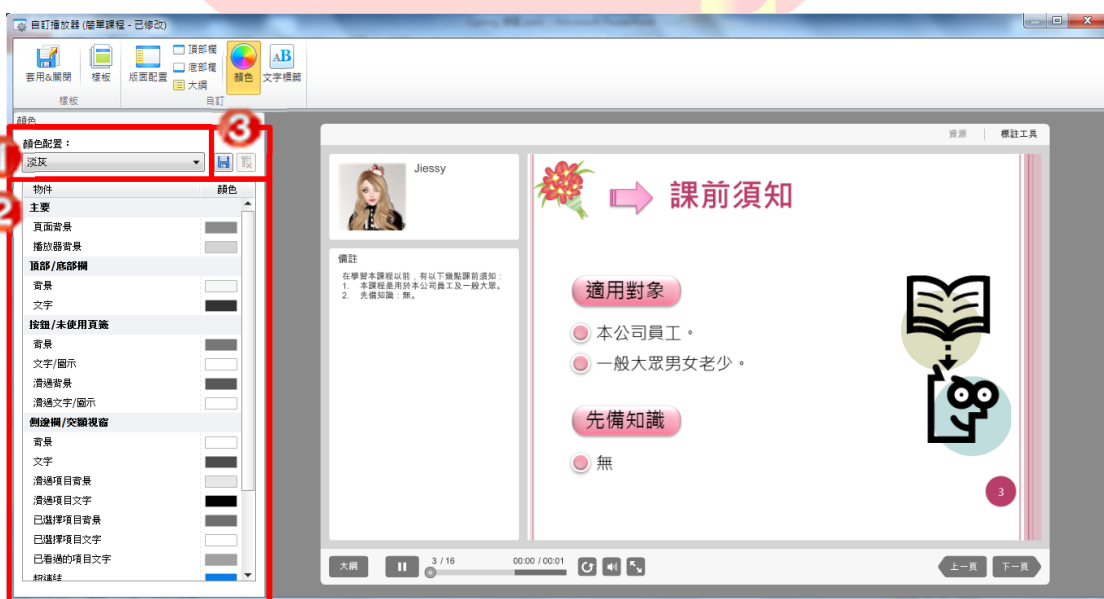 自訂播放器 (簡單課程 - 已修改)
套用&關閉
樣板
版面配置
頂部欄
底部欄
大綱
顏色
文字標籤
樣板
自訂
顏色
3
1
顏色配置：
淡灰
2
物件
顏色
主要
頁面背景
播放器背景
頂部/底部欄
背景
文字
按鈕/未使用頁籤
背景
文字/圖示
滑過背景
滑過文字/圖示
側邊欄/突顯視窗
背景
文字
滑過項目背景
滑過項目文字
已選擇項目背景
已選擇項目文字
已看過的項目文字
超連結
資源
標註工具
Jiessy
備註
在學習本課程以前，有以下幾點課前須知：
1. 本課程是用於本公司員工及一般大眾。
2. 先備知識：無。
課前須知
適用對象
本公司員工。
一般大眾男女老少。
先備知識
無
3
大綱
3 / 16
00:00 / 00:01
上一頁
下一頁